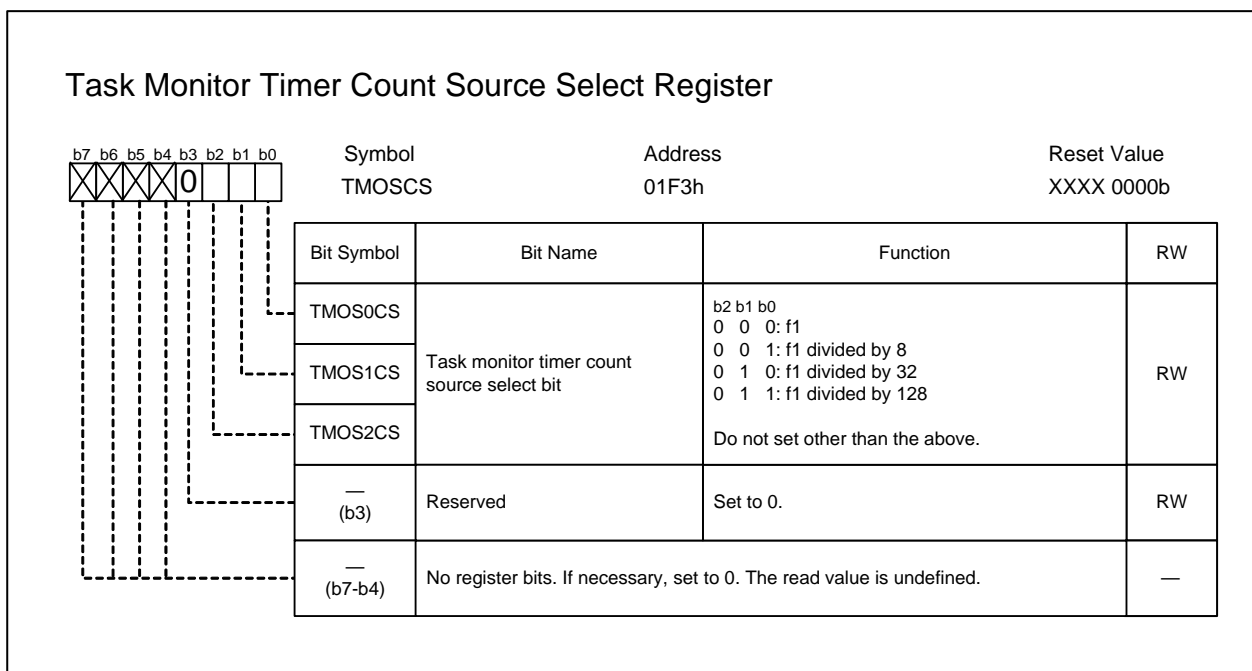 Task Monitor Timer Count Source Select Register
b7 b6 b5 b4 b3 b2 b1 b0
0
Symbol Address Reset Value
TMOSCS 01F3h XXXX 0000b
Bit Symbol Bit Name Function RW
TMOS0CS
TMOS1CS
TMOS2CS
Task monitor timer count
source select bit
b2 b1 b0
0 0 0: f1
0 0 1: f1 divided by 8
0 1 0: f1 divided by 32
0 1 1: f1 divided by 128
Do not set other than the above.
RW
—
(b3)
Reserved
Set to 0.
RW
—
(b7-b4)
No register bits. If necessary, set to 0. The read value is undefined.
—